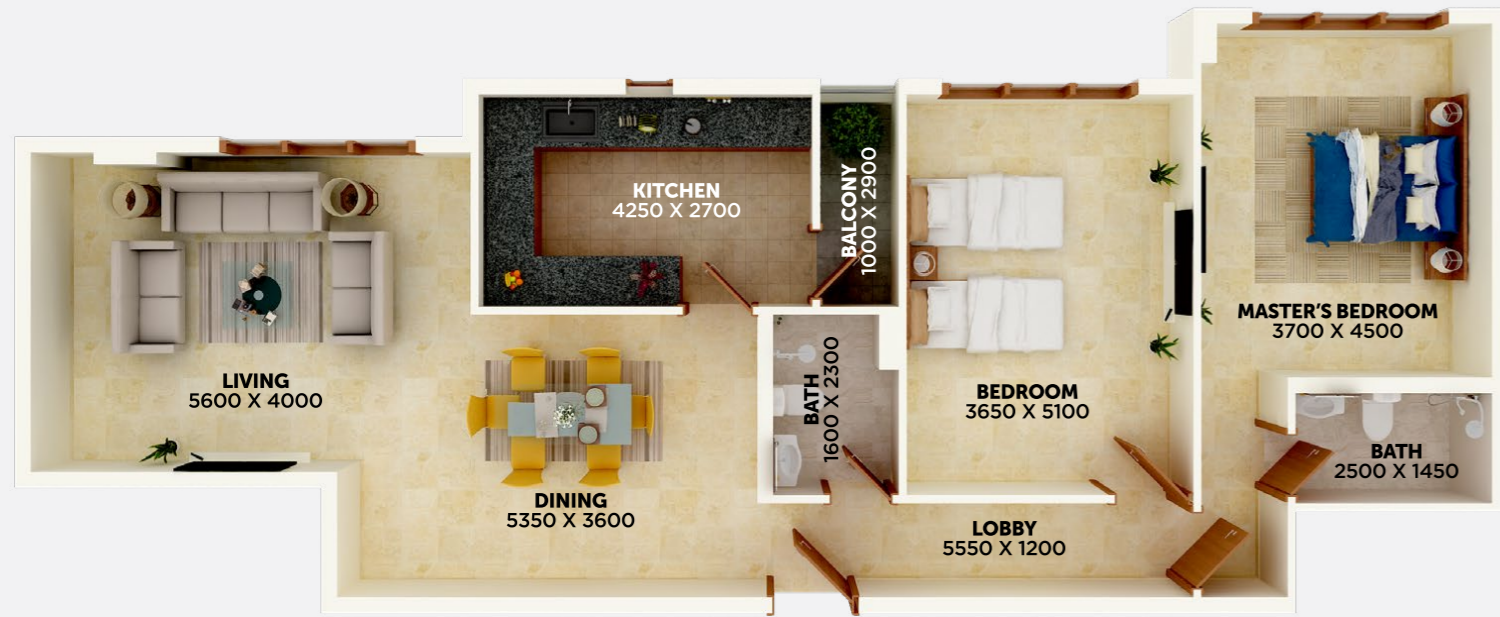 KITCHEN
4250 X 2700
BALCONY
1000 X 2900
MASTER'S BEDROOM
3700 X 4500
LIVING
5600 X 4000
BATH
1600 X 2300
BEDROOM
3650 X 5100
BATH
2500 X 1450
DINING
5350 X 3600
LOBBY
5550 X 1200